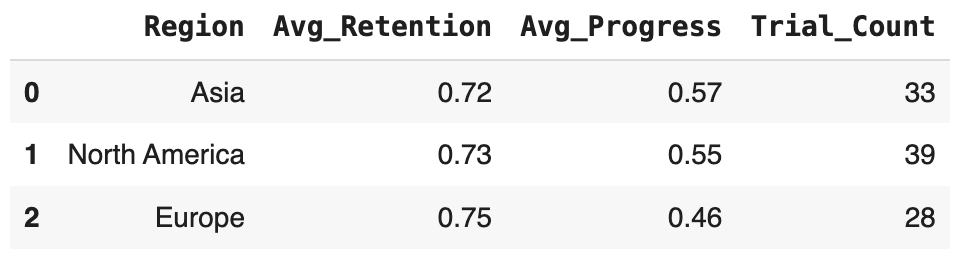 Region Avg_Retention Avg_Progress Trial_Count
0 Asia 0.72 0.57 33
1 North America 0.73 0.55 39
2 Europe 0.75 0.46 28